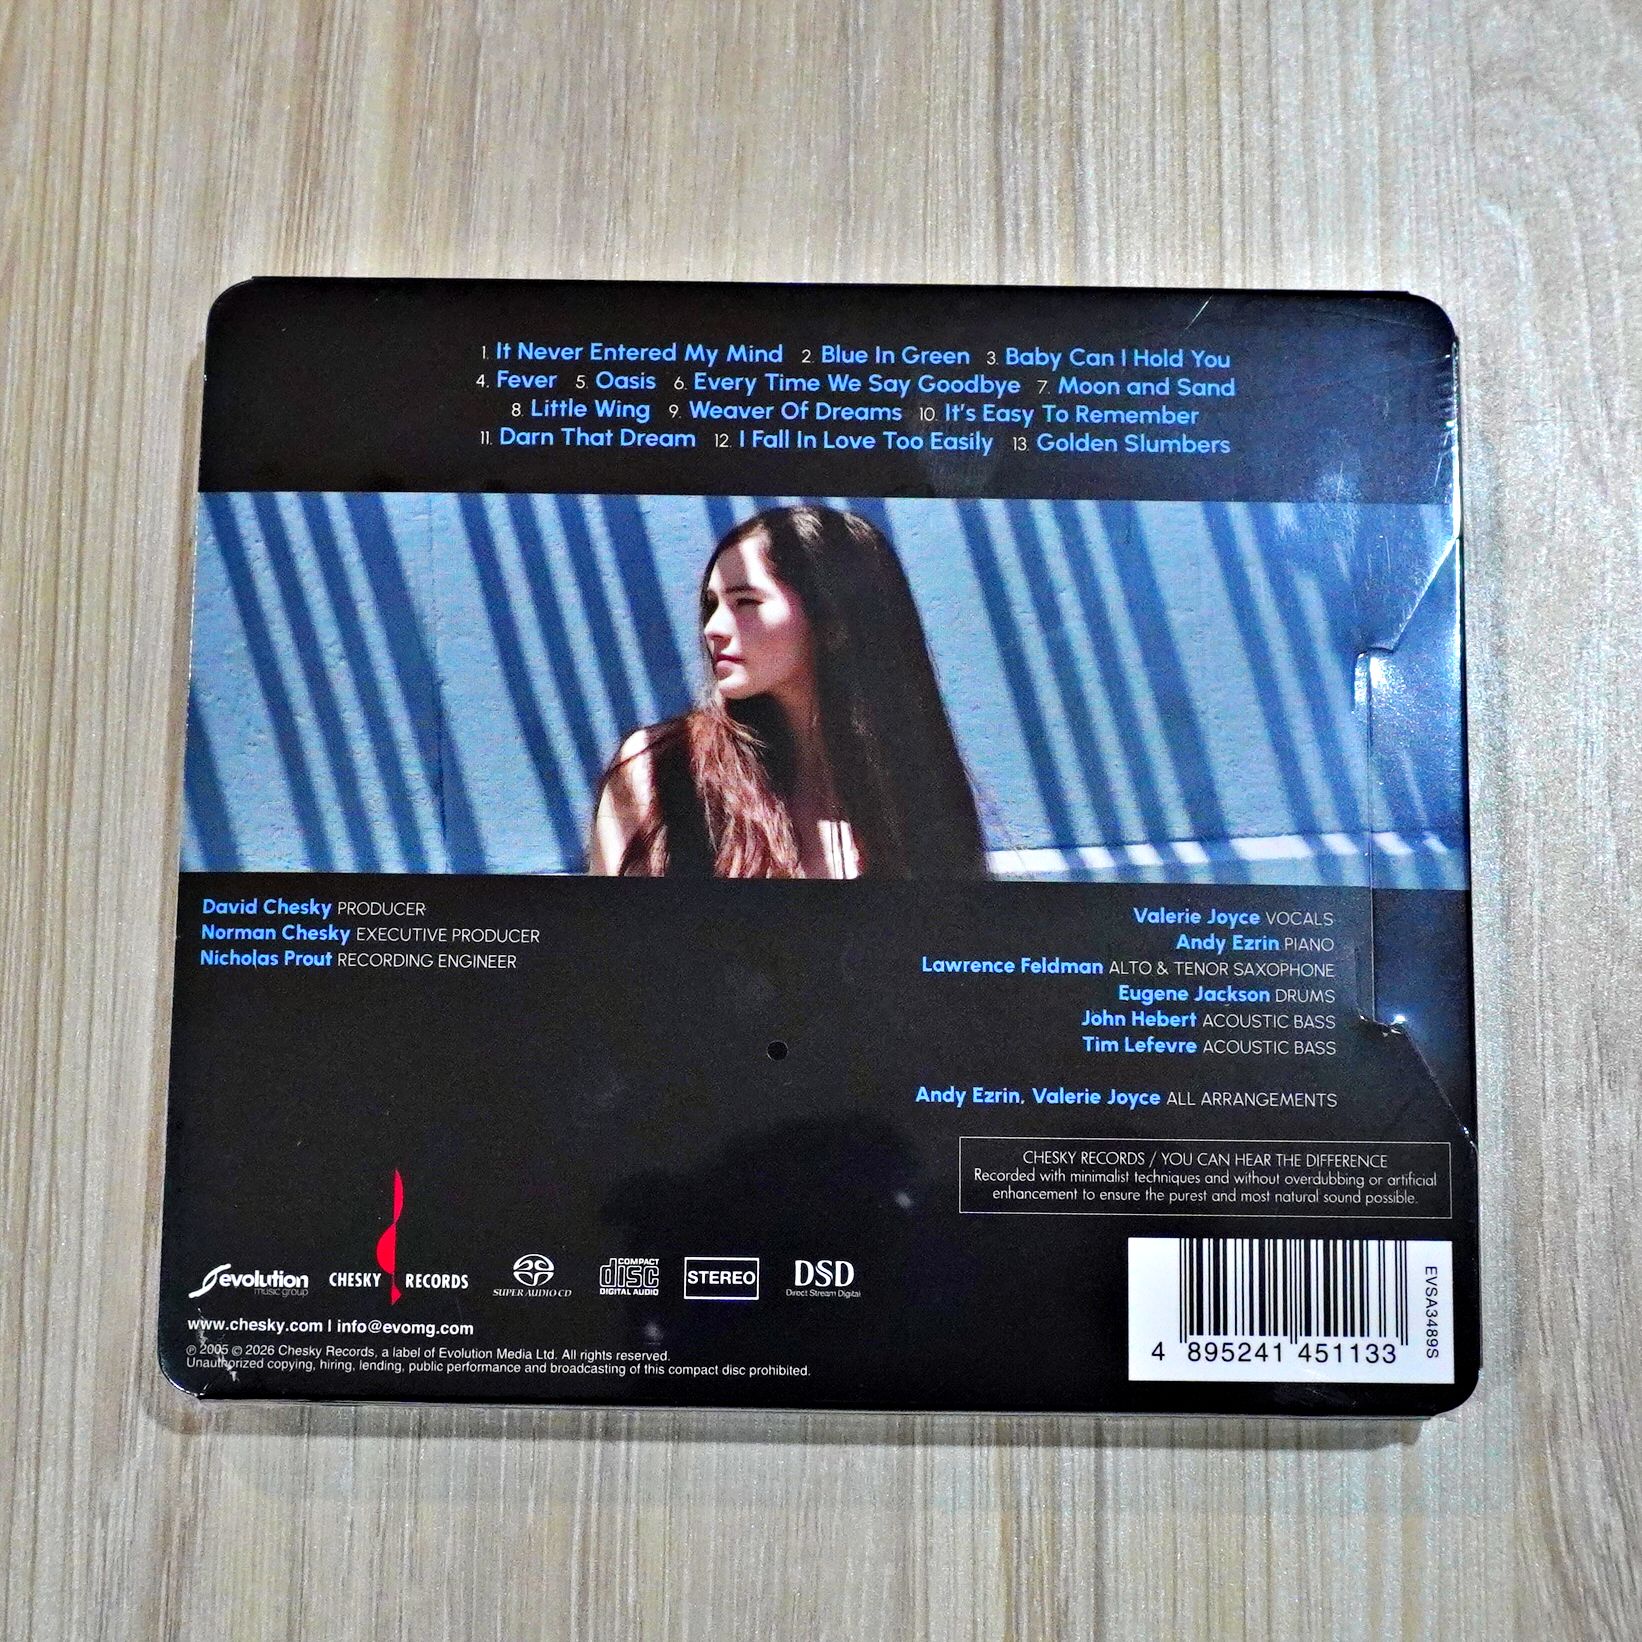 1. It Never Entered My Mind 2. Blue In Green 3. Baby Can I Hold You
4. Fever 5. Oasis 6. Every Time We Say Goodbye 7. Moon and Sand
8. Little Wing 9. Weaver Of Dreams 10. It's Easy To Remember
11. Darn That Dream 12. I Fall In Love Too Easily 13. Golden Slumbers
David Chesky PRODUCER
Norman Chesky EXECUTIVE PRODUCER
Nicholas Prout RECORDING ENGINEER
Valerie Joyce VOCALS
Andy Ezrin PIANO
Lawrence Feldman ALTO & TENOR SAXOPHONE
Eugene Jackson DRUMS
John Hebert ACOUSTIC BASS
Tim Lefevre ACOUSTIC BASS
Andy Ezrin, Valerie Joyce ALL ARRANGEMENTS
CHESKY RECORDS / YOU CAN HEAR THE DIFFERENCE
Recorded with minimalist techniques and without overdubbing or artificial
enhancement to ensure the purest and most natural sound possible.
evolution
music group
CHESKY RECORDS
SUPER AUDIO CD
COMPACT
disc
DIGITAL AUDIO
STEREO
DSD
Direct Stream Digital
www.chesky.com | info@evomg.com
℗ 2005 © 2026 Chesky Records, a label of Evolution Media Ltd. All rights reserved.
Unauthorized copying, hiring, lending, public performance and broadcasting of this compact disc prohibited.
EVSA3489S
4 895241 451133